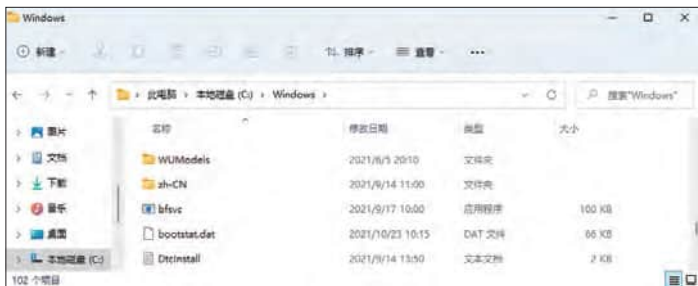 Windows
新建
排序
查看
此电脑 > 本地磁盘 (C:) > Windows >
搜索"Windows"
名称 修改日期 类型 大小
图片
文档
下载
音乐
桌面
本地磁盘 (C:)
WUModels 2021/6/5 20:10 文件夹
zh-CN 2021/9/14 11:00 文件夹
bfsvc 2021/9/17 10:00 应用程序 100 KB
bootstat.dat 2021/10/23 10:15 DAT 文件 66 KB
DtcInstall 2021/9/14 13:50 文本文档 2 KB
102 个项目